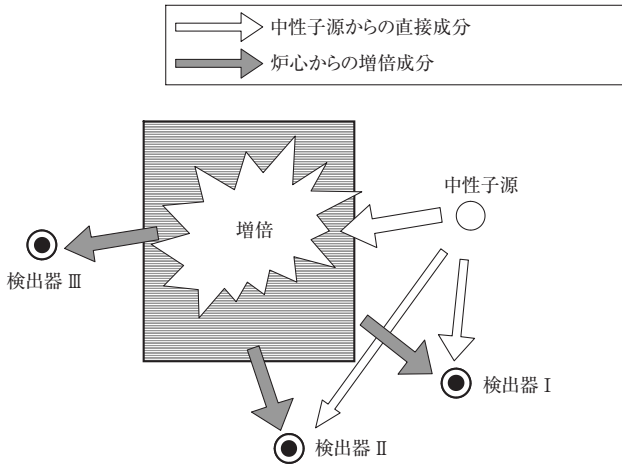 中性子源からの直接成分
炉心からの増倍成分
中性子源
増倍
検出器 Ⅲ
検出器 Ⅰ
検出器 Ⅱ